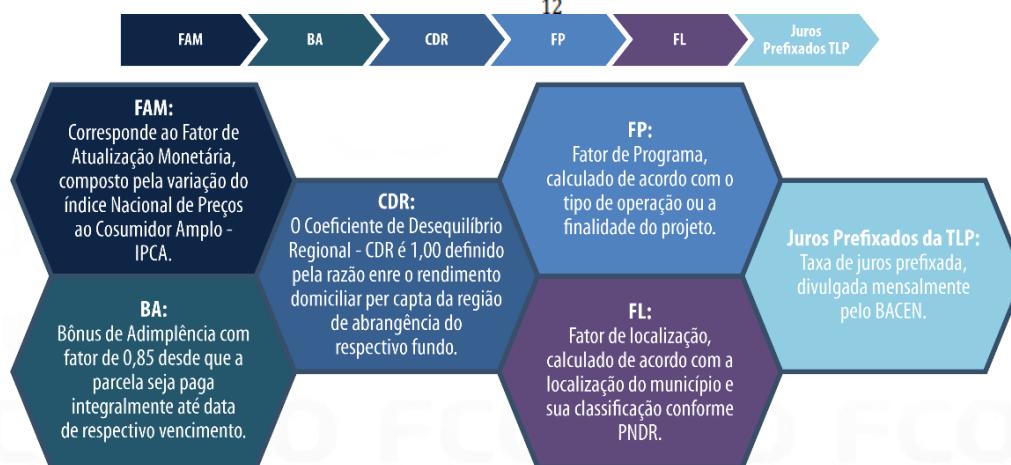 12
FAM
BA
CDR
FP
FL
Juros
Prefixados TLP
FAM:
Corresponde ao Fator de
Atualização Monetária,
composto pela variação do
índice Nacional de Preços
ao Cosumidor Amplo -
IPCA.
BA:
Bônus de Adimplência com
fator de 0,85 desde que a
parcela seja paga
integralmente até data
de respectivo vencimento.
CDR:
O Coeficiente de Desequilíbrio
Regional - CDR é 1,00 definido
pela razão enre o rendimento
domiciliar per capta da região
de abrangência do
respectivo fundo.
FP:
Fator de Programa,
calculado de acordo com o
tipo de operação ou a
finalidade do projeto.
FL:
Fator de localização,
calculado de acordo com a
localização do município e
sua classificação conforme
PNDR.
Juros Prefixados da TLP:
Taxa de juros prefixada,
divulgada mensalmente
pelo BACEN.
FCO
FCO